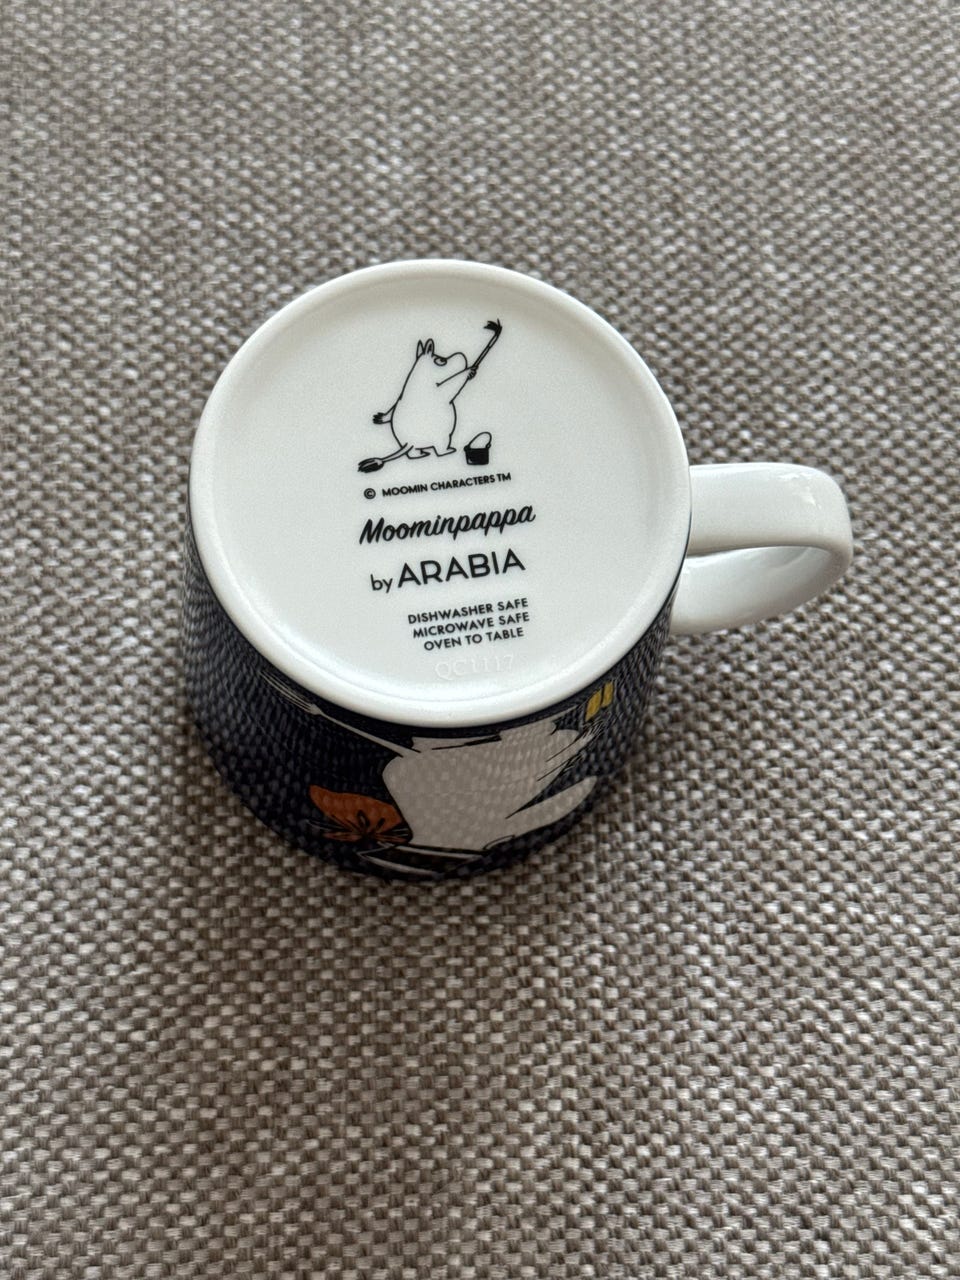 © MOOMIN CHARACTERS TM
Moominpappa
by ARABIA
DISHWASHER SAFE
MICROWAVE SAFE
OVEN TO TABLE
QC1117